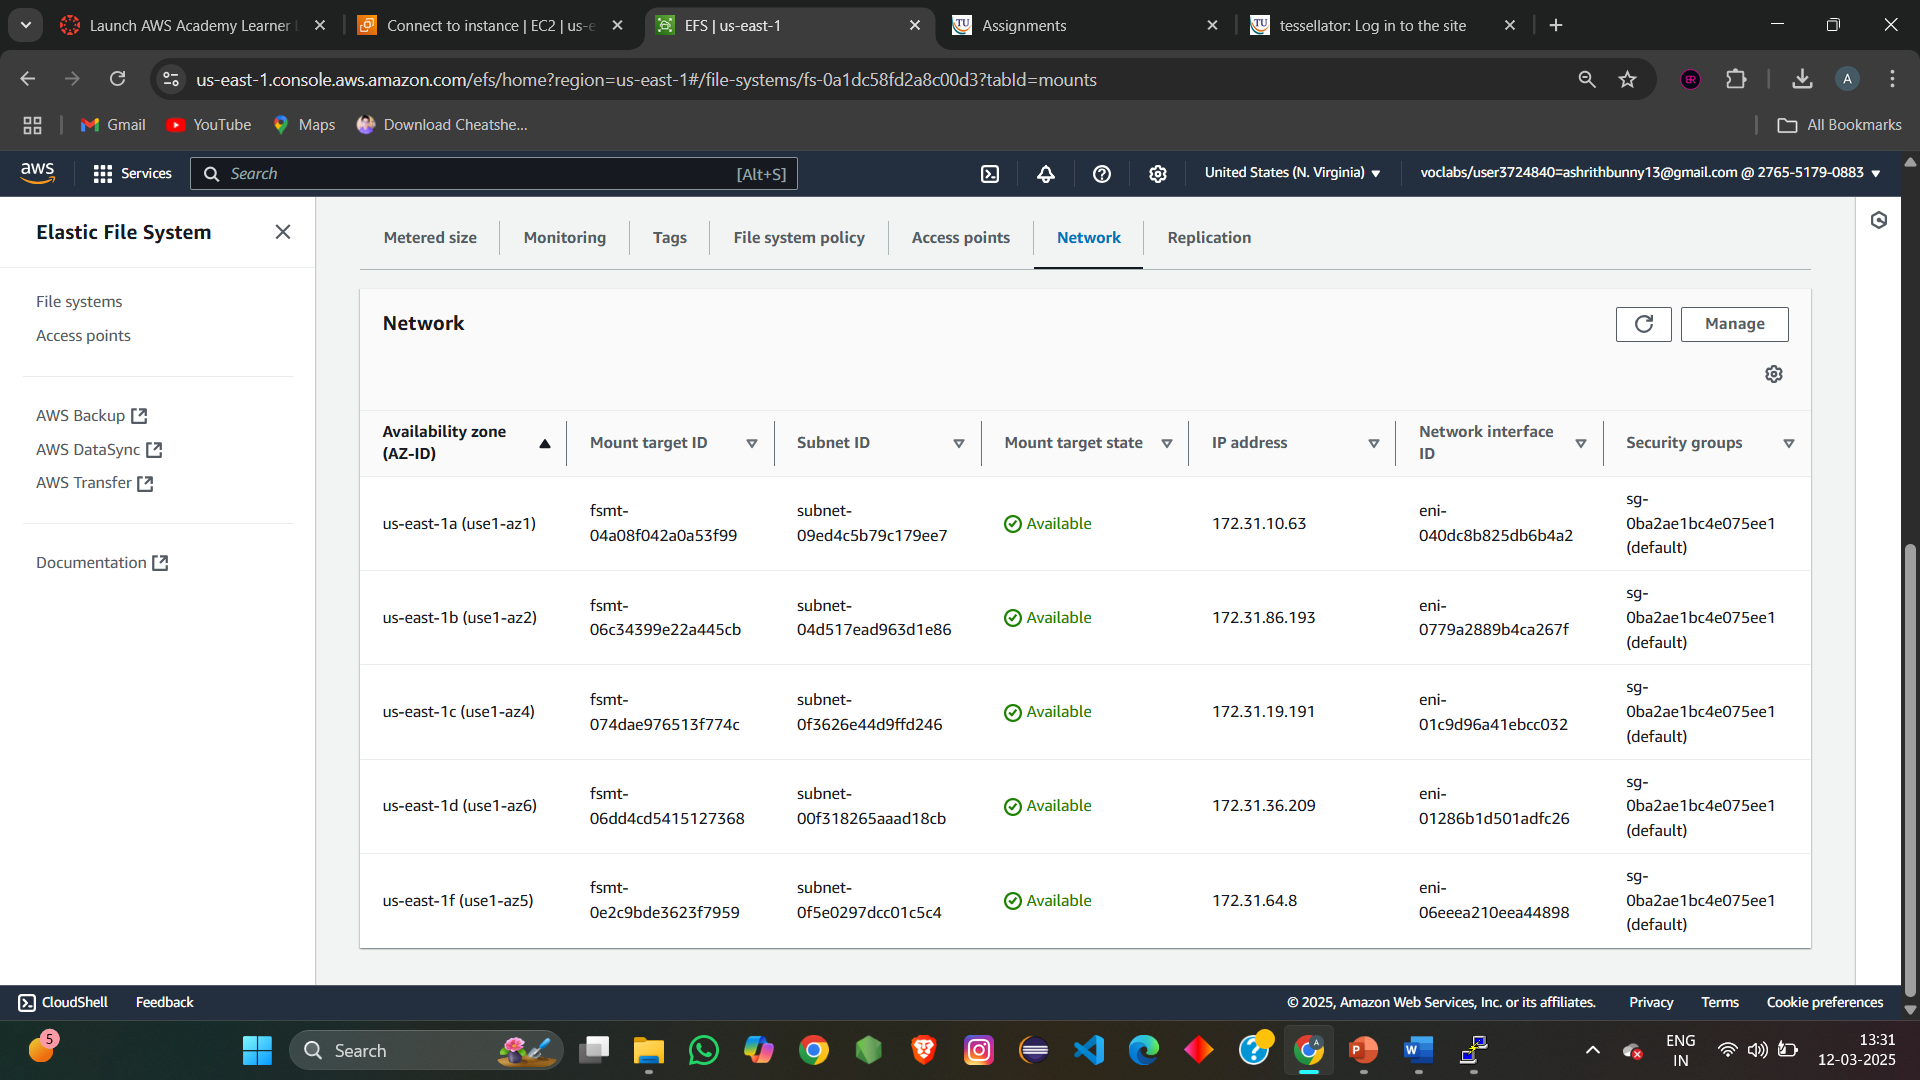 Launch AWS Academy Learner L
Connect to instance | EC2 | us-e
EFS | us-east-1
Assignments
tessellator: Log in to the site
us-east-1.console.aws.amazon.com/efs/home?region=us-east-1#/file-systems/fs-0a1dc58fd2a8c00d3?tabId=mounts
BR
A
Gmail
YouTube
Maps
Download Cheatshe...
All Bookmarks
aws
Services
Search
[Alt+S]
United States (N. Virginia)
voclabs/user3724840=ashrithbunny13@gmail.com @ 2765-5179-0883
Elastic File System
File systems
Access points
AWS Backup
AWS DataSync
AWS Transfer
Documentation
Metered size
Monitoring
Tags
File system policy
Access points
Network
Replication
Network
Manage
Availability zone
(AZ-ID)
Mount target ID
Subnet ID
Mount target state
IP address
Network interface
ID
Security groups
us-east-1a (use1-az1)
fsmt-
04a08f042a0a53f99
subnet-
09ed4c5b79c179ee7
Available
172.31.10.63
eni-
040dc8b825db6b4a2
sg-
0ba2ae1bc4e075ee1
(default)
us-east-1b (use1-az2)
fsmt-
06c34399e22a445cb
subnet-
04d517ead963d1e86
Available
172.31.86.193
eni-
0779a2889b4ca267f
sg-
0ba2ae1bc4e075ee1
(default)
us-east-1c (use1-az4)
fsmt-
074dae976513f774c
subnet-
0f3626e44d9ffd246
Available
172.31.19.191
eni-
01c9d96a41ebcc032
sg-
0ba2ae1bc4e075ee1
(default)
us-east-1d (use1-az6)
fsmt-
06dd4cd5415127368
subnet-
00f318265aaad18cb
Available
172.31.36.209
eni-
01286b1d501adfc26
sg-
0ba2ae1bc4e075ee1
(default)
us-east-1f (use1-az5)
fsmt-
0e2c9bde3623f7959
subnet-
0f5e0297dcc01c5c4
Available
172.31.64.8
eni-
06eeea210eea44898
sg-
0ba2ae1bc4e075ee1
(default)
CloudShell
Feedback
© 2025, Amazon Web Services, Inc. or its affiliates.
Privacy
Terms
Cookie preferences
5
Search
ENG
IN
13:31
12-03-2025